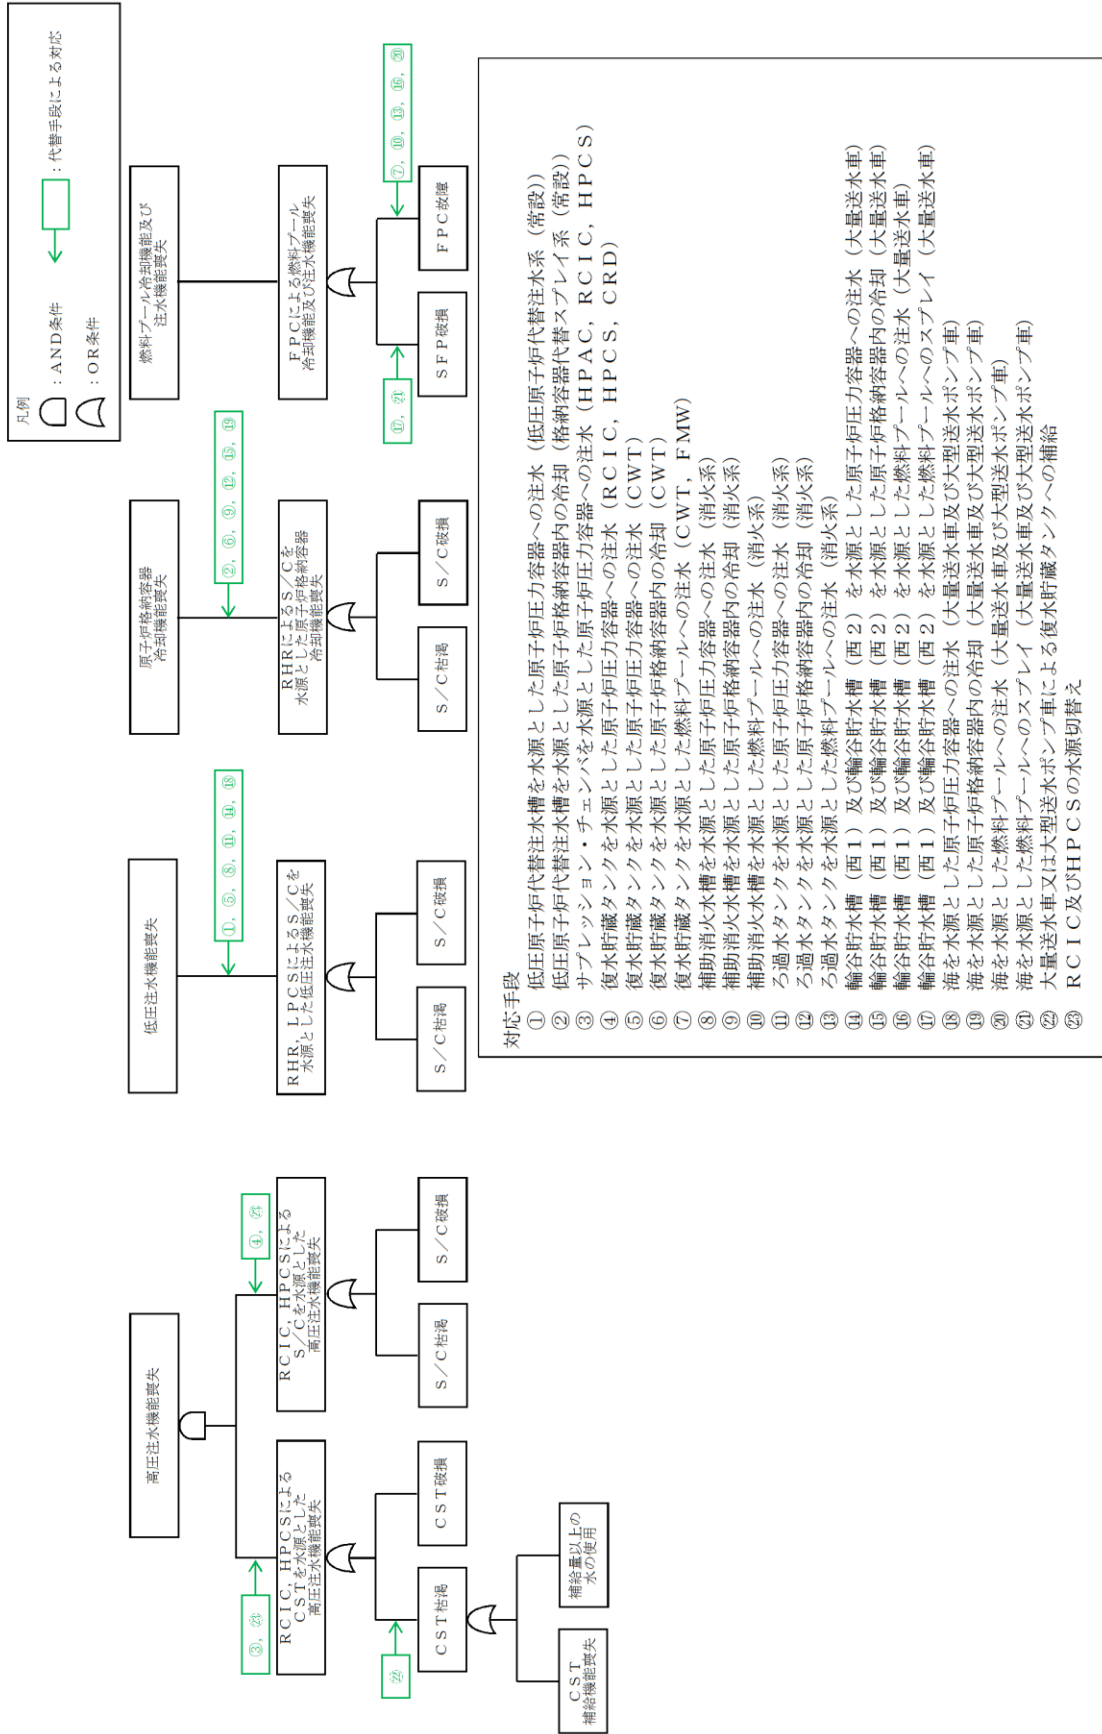 凡例
：AND条件
：OR条件
：代替手段による対応
高圧注水機能喪失
③，㉓
④，㉓
RCIC，HPCSによる
CSTを水源とした
高圧注水機能喪失
RCIC，HPCSによる
S／Cを水源とした
高圧注水機能喪失
㉒
CST枯渇
CST破損
S／C枯渇
S／C破損
CST
補給機能喪失
補給量以上の
水の使用
低圧注水機能喪失
①，⑤，⑧，⑪，⑭，⑱
RHR，LPCSによるS／Cを
水源とした低圧注水機能喪失
S／C枯渇
S／C破損
原子炉格納容器
冷却機能喪失
②，⑥，⑨，⑫，⑮，⑲
RHRによるS／Cを
水源とした原子炉格納容器
冷却機能喪失
S／C枯渇
S／C破損
燃料プール冷却機能及び
注水機能喪失
FPCによる燃料プール
冷却機能及び注水機能喪失
⑰，㉑
⑦，⑩，⑬，⑯，⑳
SFP破損
FPC故障
対応手段
① 低圧原子炉代替注水槽を水源とした原子炉圧力容器への注水（低圧原子炉代替注水系（常設））
② 低圧原子炉代替注水槽を水源とした原子炉格納容器内の冷却（格納容器代替スプレイ系（常設））
③ サプレッション・チェンバを水源とした原子炉圧力容器への注水（HPAC，RCIC，HPCS）
④ 復水貯蔵タンクを水源とした原子炉圧力容器への注水（RCIC，HPCS，CRD）
⑤ 復水貯蔵タンクを水源とした原子炉圧力容器への注水（CWT）
⑥ 復水貯蔵タンクを水源とした原子炉格納容器内の冷却（CWT）
⑦ 復水貯蔵タンクを水源とした燃料プールへの注水（CWT，FMW）
⑧ 補助消火水槽を水源とした原子炉圧力容器への注水（消火系）
⑨ 補助消火水槽を水源とした原子炉格納容器内の冷却（消火系）
⑩ 補助消火水槽を水源とした燃料プールへの注水（消火系）
⑪ ろ過水タンクを水源とした原子炉圧力容器への注水（消火系）
⑫ ろ過水タンクを水源とした原子炉格納容器内の冷却（消火系）
⑬ ろ過水タンクを水源とした燃料プールへの注水（消火系）
⑭ 輪谷貯水槽（西1）及び輪谷貯水槽（西2）を水源とした原子炉圧力容器への注水（大量送水車）
⑮ 輪谷貯水槽（西1）及び輪谷貯水槽（西2）を水源とした原子炉格納容器内の冷却（大量送水車）
⑯ 輪谷貯水槽（西1）及び輪谷貯水槽（西2）を水源とした燃料プールへの注水（大量送水車）
⑰ 輪谷貯水槽（西1）及び輪谷貯水槽（西2）を水源とした燃料プールへのスプレイ（大量送水車）
⑱ 海を水源とした原子炉圧力容器への注水（大量送水車及び大型送水ポンプ車）
⑲ 海を水源とした原子炉格納容器内の冷却（大量送水車及び大型送水ポンプ車）
⑳ 海を水源とした燃料プールへの注水（大量送水車及び大型送水ポンプ車）
㉑ 海を水源とした燃料プールへのスプレイ（大量送水車及び大型送水ポンプ車）
㉒ 大量送水車又は大型送水ポンプ車による復水貯蔵タンクへの補給
㉓ RCIC及びHPCSの水源切替え